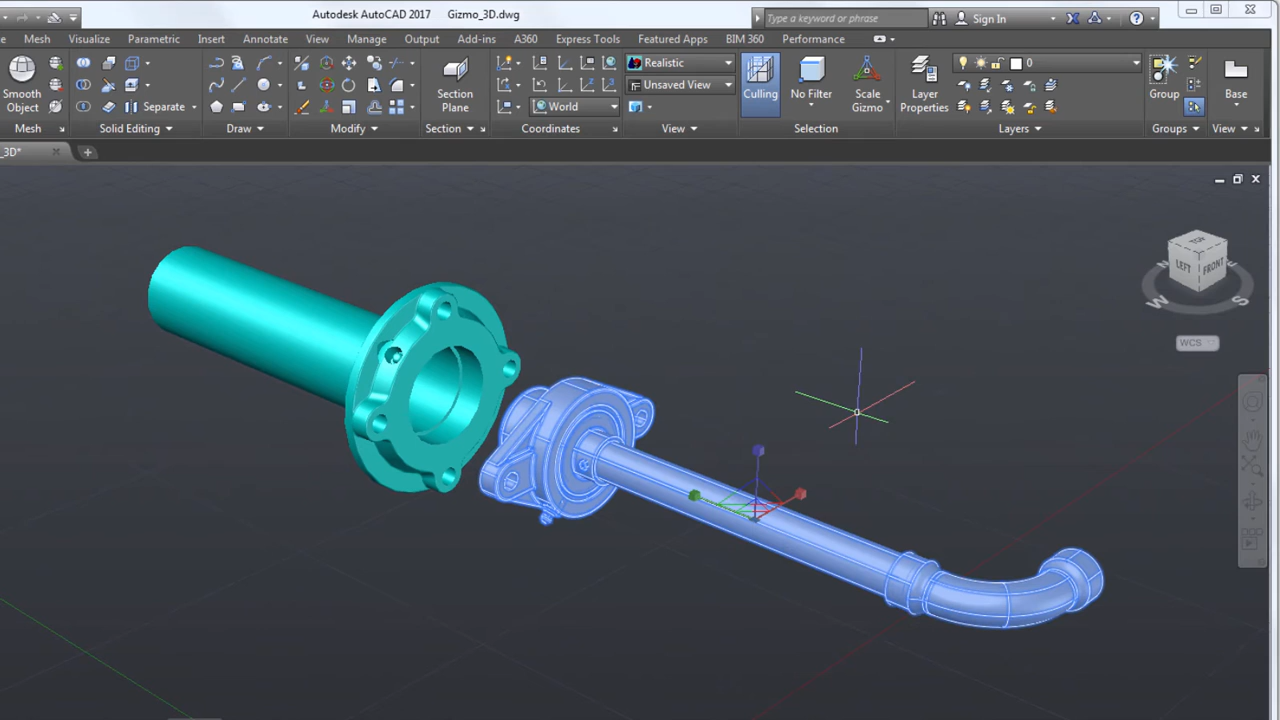 Autodesk AutoCAD 2017 Gizmo_3D.dwg
Type a keyword or phrase
Sign In
Mesh Visualize Parametric Insert Annotate View Manage Output Add-ins A360 Express Tools Featured Apps BIM 360 Performance
Smooth Object
Separate
Section Plane
World
Realistic
Unsaved View
Culling
No Filter
Scale Gizmo
Layer Properties
0
Group
Base
Mesh Solid Editing Draw Modify Section Coordinates View Selection Layers Groups View
_3D*
TOP
LEFT
FRONT
N
E
W
S
WCS